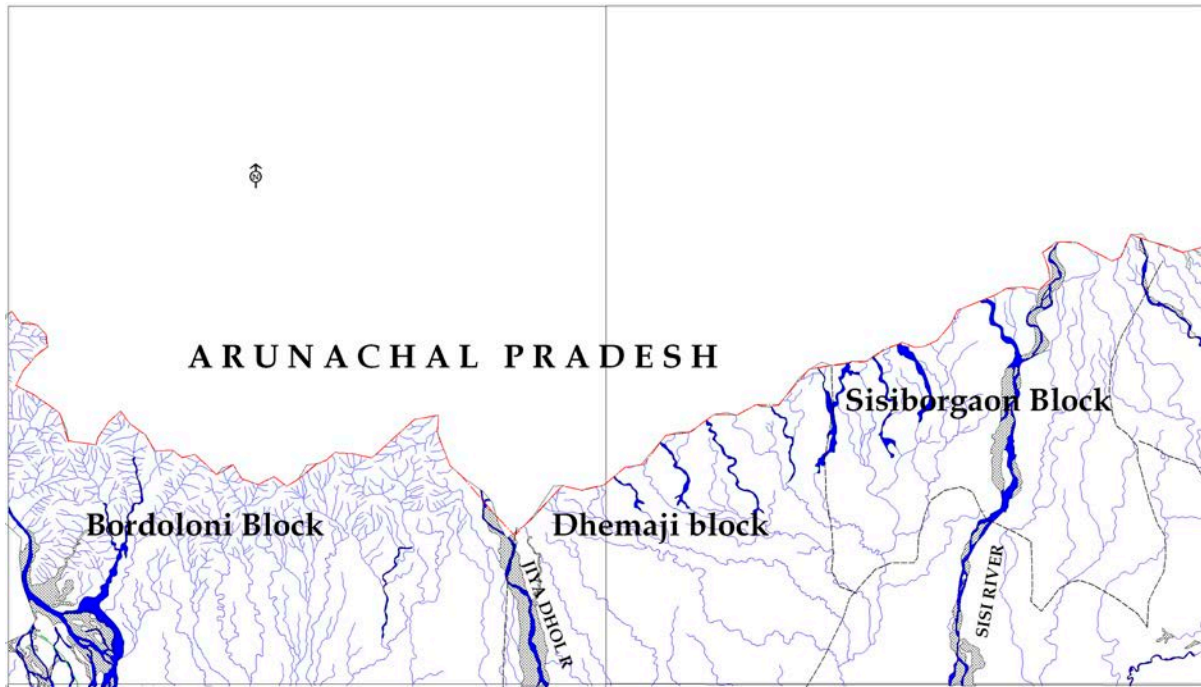 N
ARUNACHAL PRADESH
Sisiborgaon Block
Bordoloni Block
Dhemaji block
JIYA DHOL R
SISI RIVER